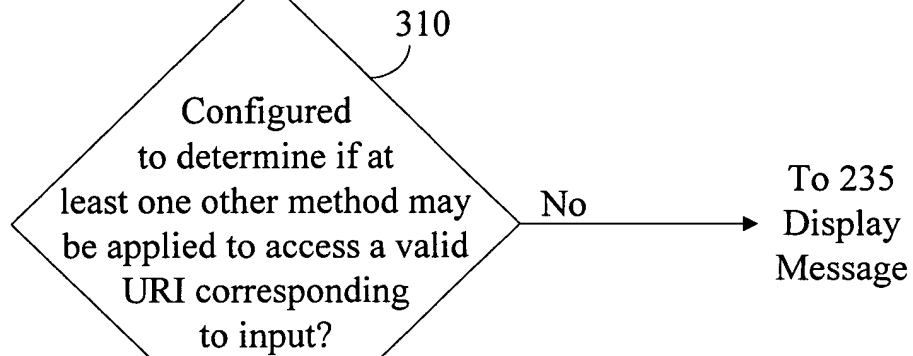 310
Configured
to determine if at
least one other method may
be applied to access a valid
URI corresponding
to input?
No
To 235
Display
Message